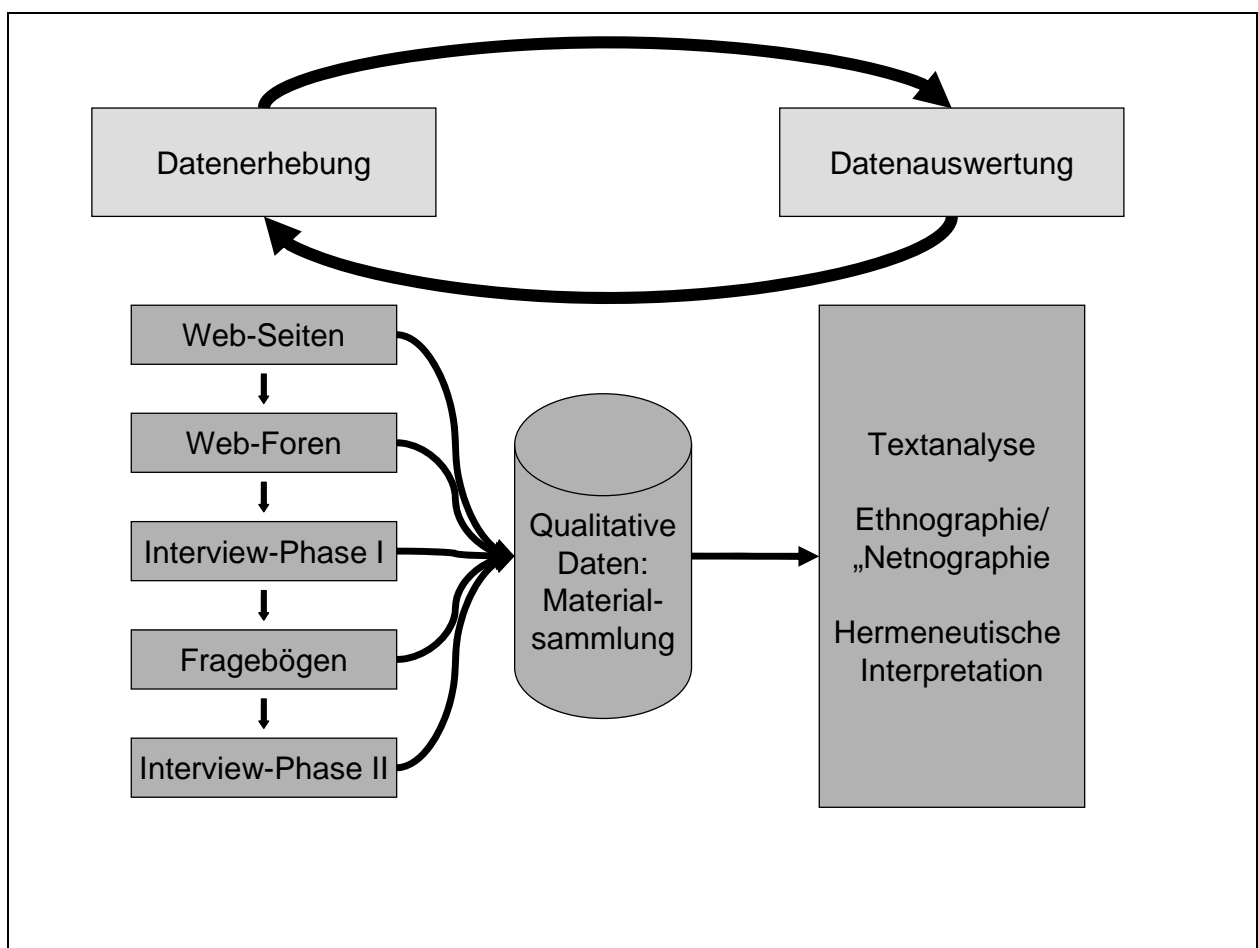 Datenerhebung
Datenauswertung
Web-Seiten
Web-Foren
Interview-Phase I
Fragebögen
Interview-Phase II
Qualitative
Daten:
Material-
sammlung
Textanalyse
Ethnographie/
„Netnographie
Hermeneutische
Interpretation